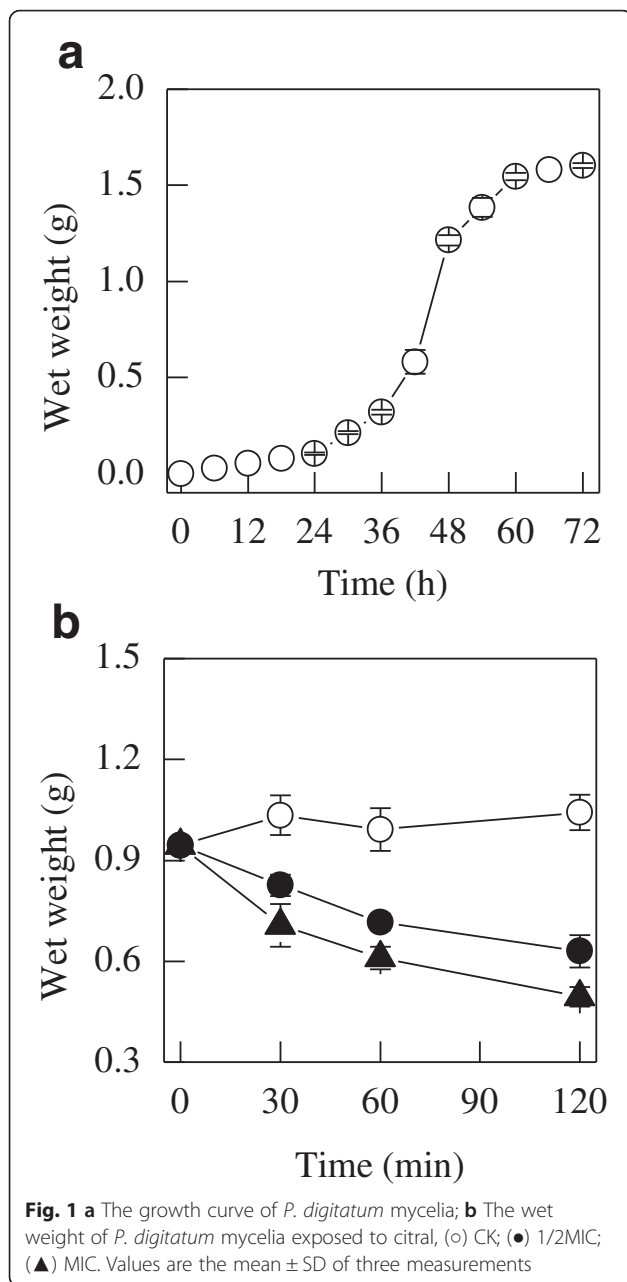 a
2.0
1.5
1.0
0.5
0.0
Wet weight (g)
0 12 24 36 48 60 72
Time (h)
b
1.5
1.2
0.9
0.6
0.3
Wet weight (g)
0 30 60 90 120
Time (min)
Fig. 1 a The growth curve of P. digitatum mycelia; b The wet
weight of P. digitatum mycelia exposed to citral, (○) CK; (●) 1/2MIC;
(▲) MIC. Values are the mean ± SD of three measurements